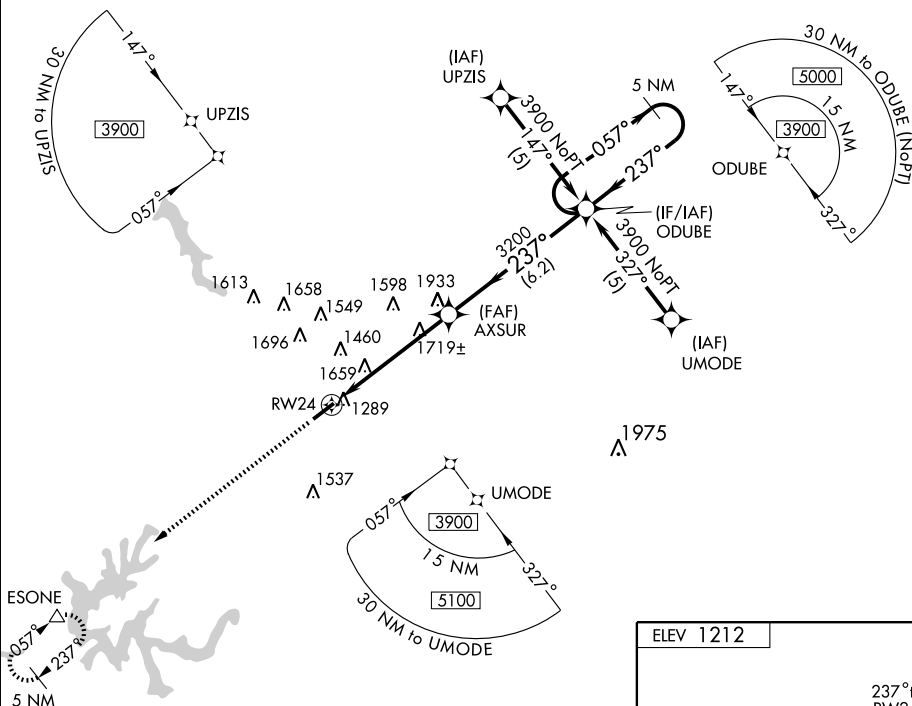 147°
30 NM to UPZIS
3900
UPZIS
057°
(IAF)
UPZIS
3900 NoPT
147°
(5)
5 NM
057°
237°
30 NM to ODUBE (NoPT)
5000
15 NM
3900
147°
ODUBE
327°
(IF/IAF)
ODUBE
3200
237°
(6.2)
3900 NoPT
327°
(5)
(IAF)
UMODE
(FAF)
AXSUR
1613
1658
1549
1598
1933
1696
1460
1719±
1659
RW24
1289
1975
1537
057°
UMODE
3900
15 NM
327°
5100
30 NM to UMODE
ESONE
057°
237°
5 NM
ELEV 1212